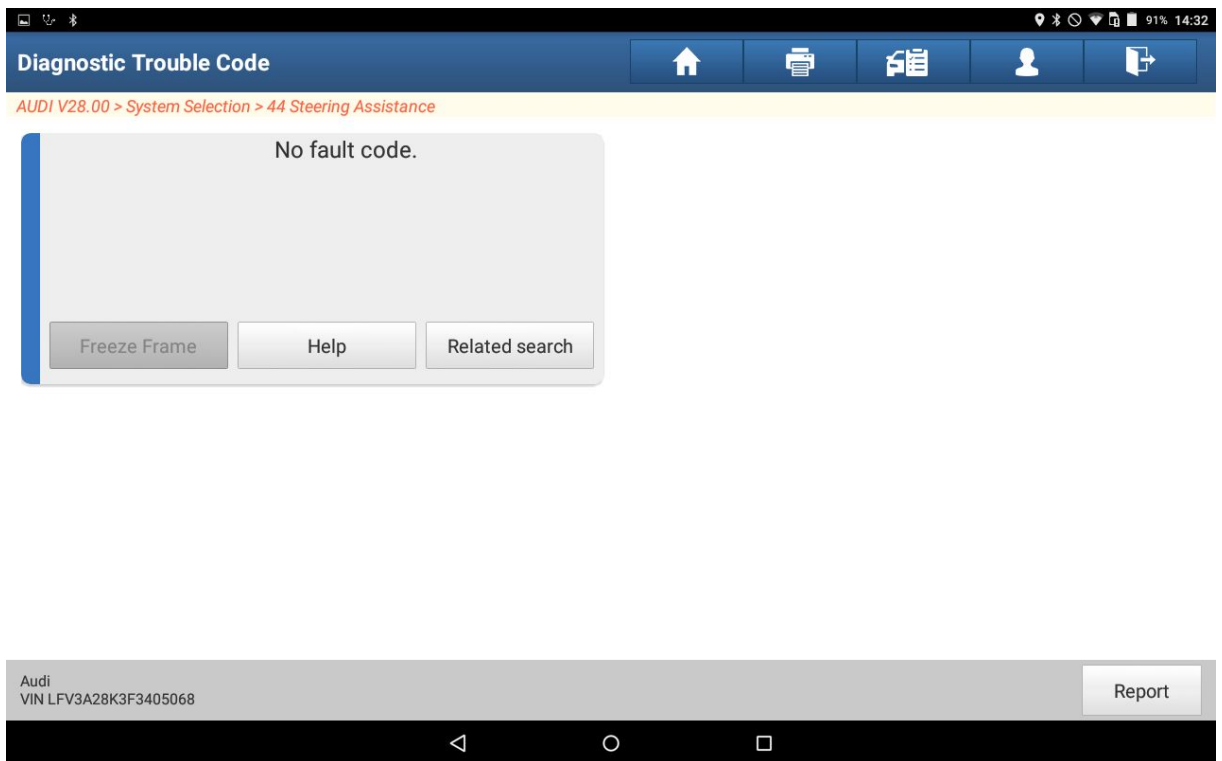 91% 14:32
Diagnostic Trouble Code
AUDI V28.00 > System Selection > 44 Steering Assistance
No fault code.
Freeze Frame Help Related search
Audi
VIN LFV3A28K3F3405068
Report